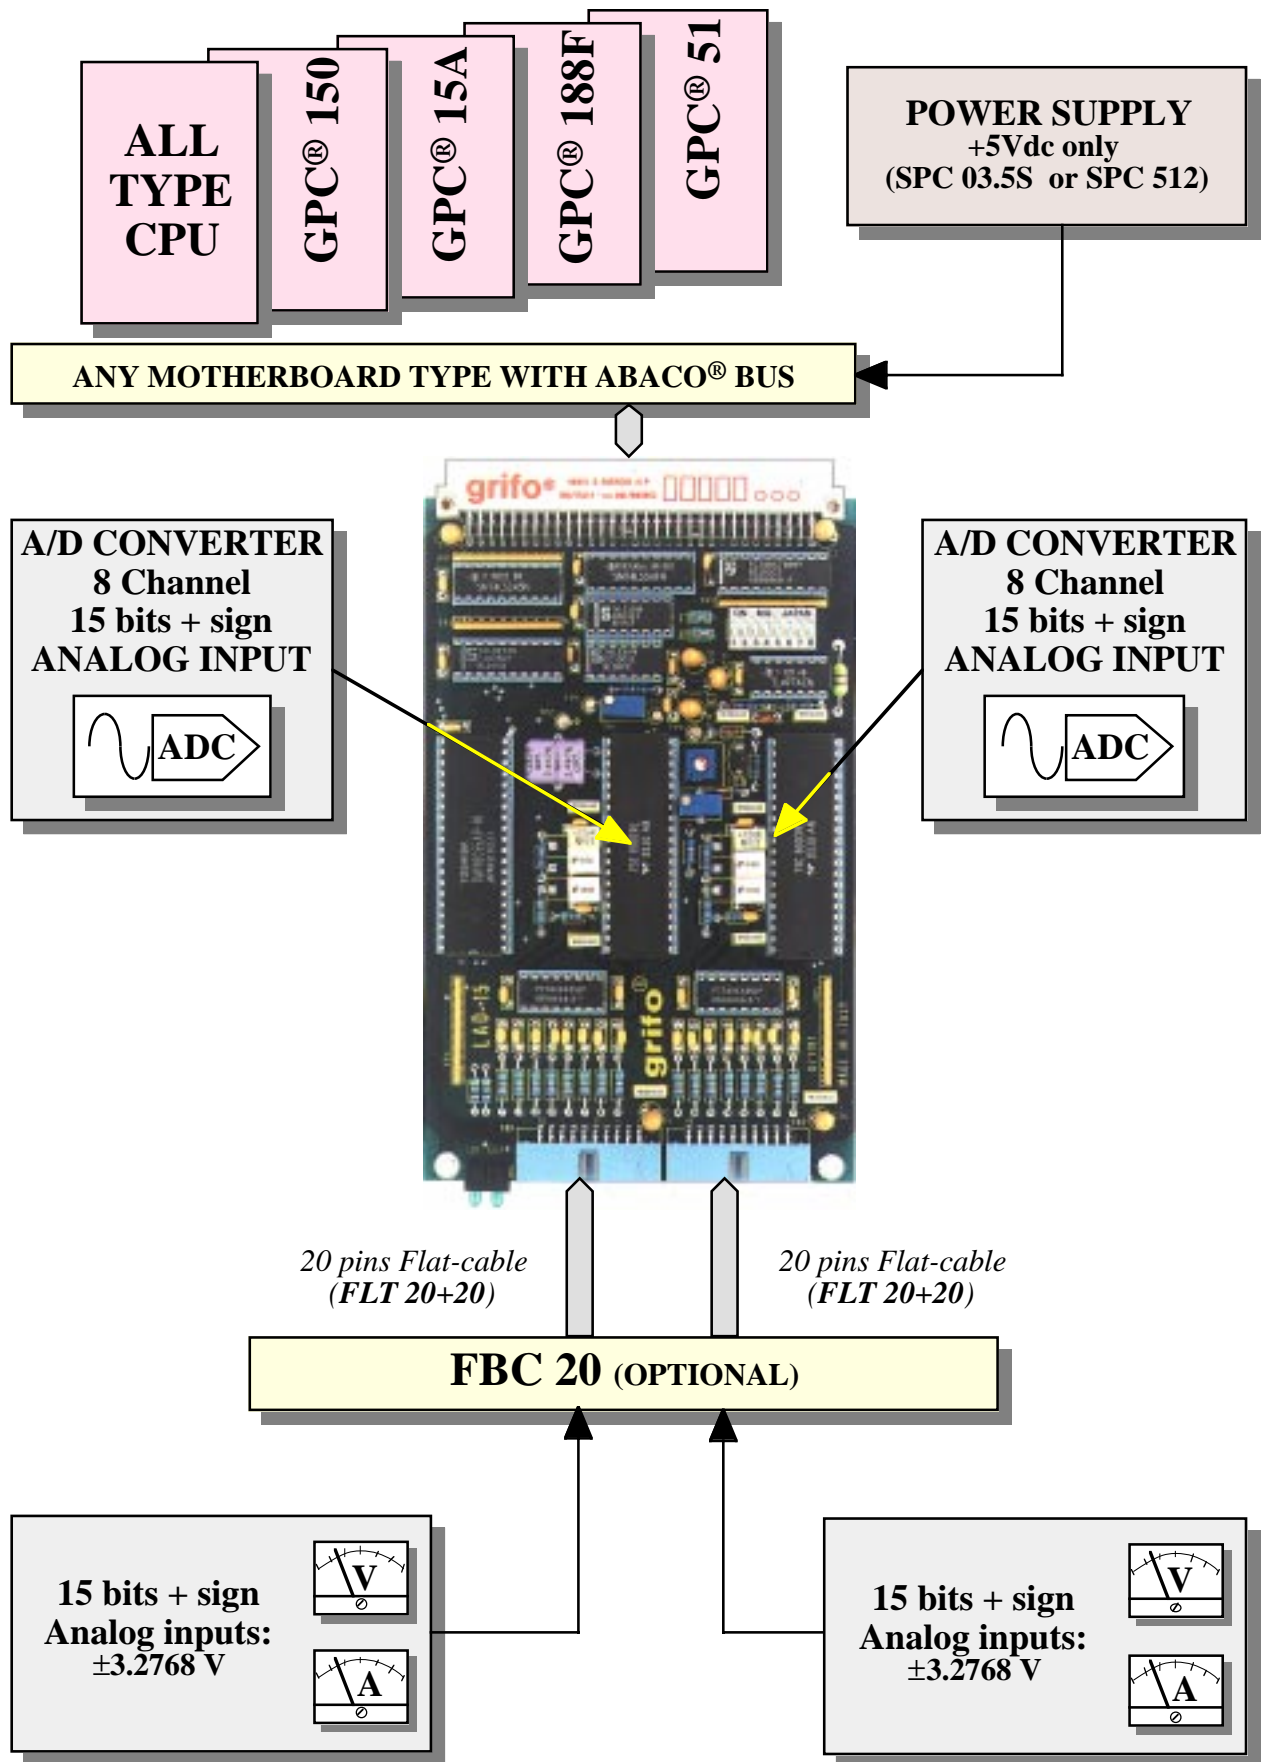 ALL
TYPE
CPU
GPC® 150
GPC® 15A
GPC® 188F
GPC® 51
POWER SUPPLY
+5Vdc only
(SPC 03.5S or SPC 512)
ANY MOTHERBOARD TYPE WITH ABACO® BUS
grifo®
A/D CONVERTER
8 Channel
15 bits + sign
ANALOG INPUT
ADC
A/D CONVERTER
8 Channel
15 bits + sign
ANALOG INPUT
ADC
LAD-15
grifo®
20 pins Flat-cable
(FLT 20+20)
20 pins Flat-cable
(FLT 20+20)
FBC 20 (OPTIONAL)
15 bits + sign
Analog inputs:
±3.2768 V
V
A
15 bits + sign
Analog inputs:
±3.2768 V
V
A